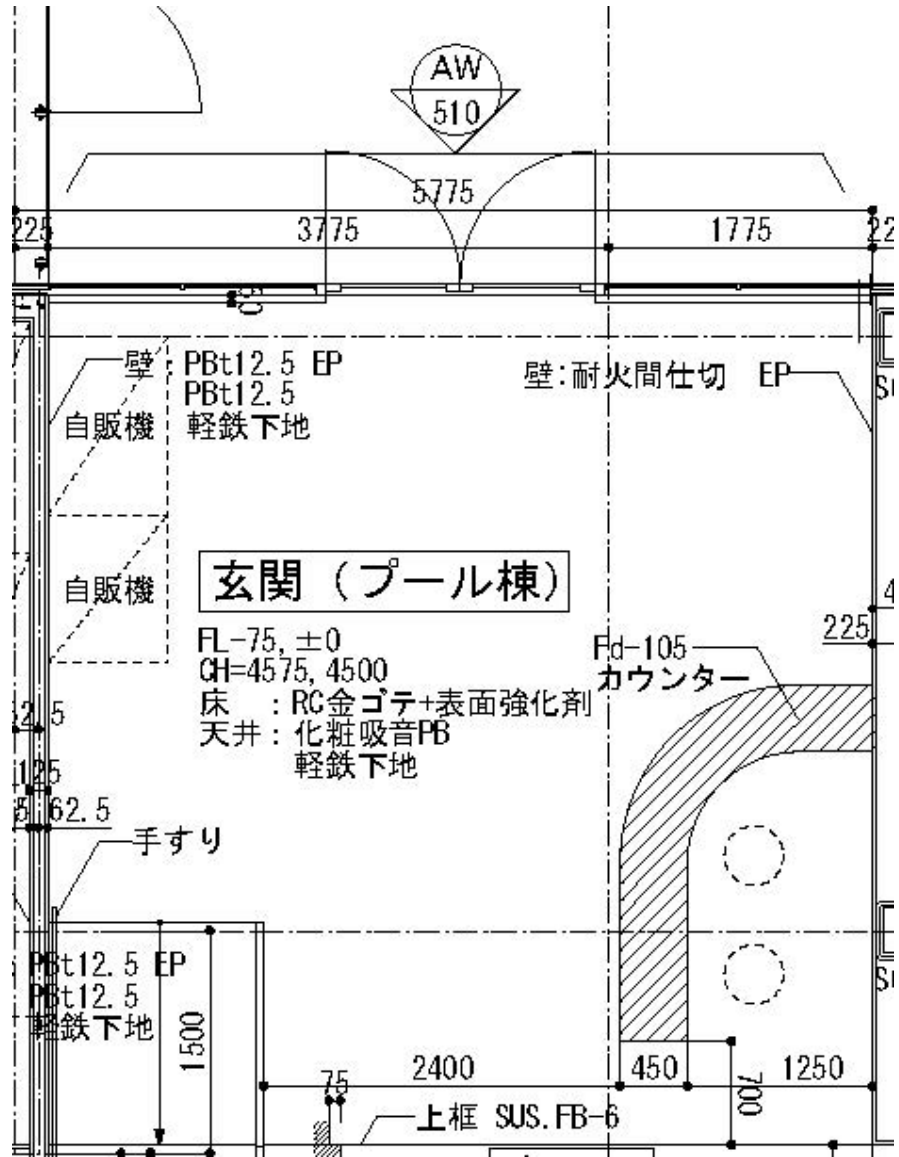 AW
510
5775
225
3775
1775
22
60
壁：PBt12.5 EP
PBt12.5
軽鉄下地
壁:耐火間仕切 EP
自販機
自販機
玄関（プール棟）
FL-75,±0
CH=4575,4500
床 ：RC金ゴテ+表面強化剤
天井：化粧吸音PB
軽鉄下地
225
Fd-105
カウンター
125
62.5
手すり
PBt12.5 EP
PBt12.5
軽鉄下地
1500
75
2400
450
700
1250
上框 SUS.FB-6